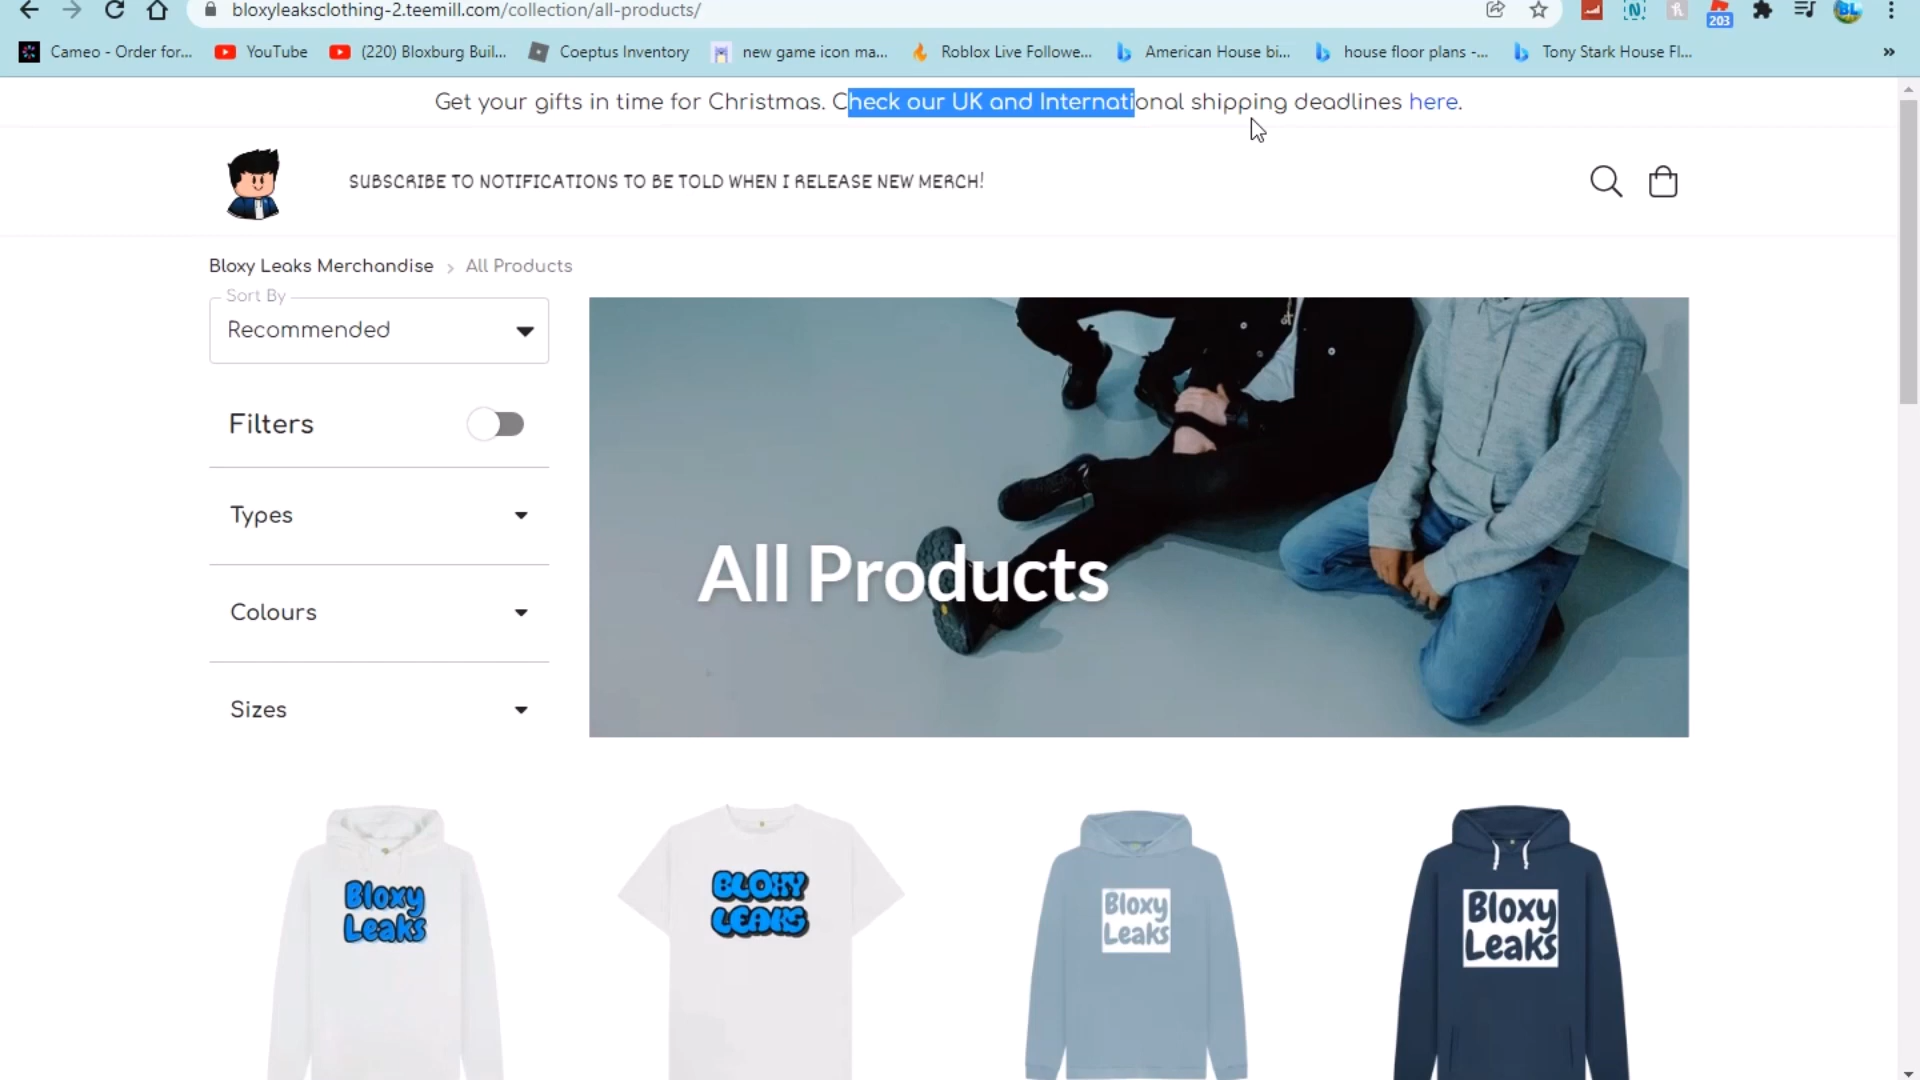 bloxyleaksclothing-2.teemill.com/collection/all-products/
203
BL
Cameo - Order for... YouTube (220) Bloxburg Buil... Coeptus Inventory new game icon ma... Roblox Live Followe... American House bi... house floor plans -... Tony Stark House Fl... »
Get your gifts in time for Christmas. Check our UK and International shipping deadlines here.
SUBSCRIBE TO NOTIFICATIONS TO BE TOLD WHEN I RELEASE NEW MERCH!
Bloxy Leaks Merchandise > All Products
Sort By
Recommended
Filters
Types
Colours
Sizes
All Products
Bloxy
Leaks
BLOXY
LEAKS
Bloxy
Leaks
Bloxy
Leaks